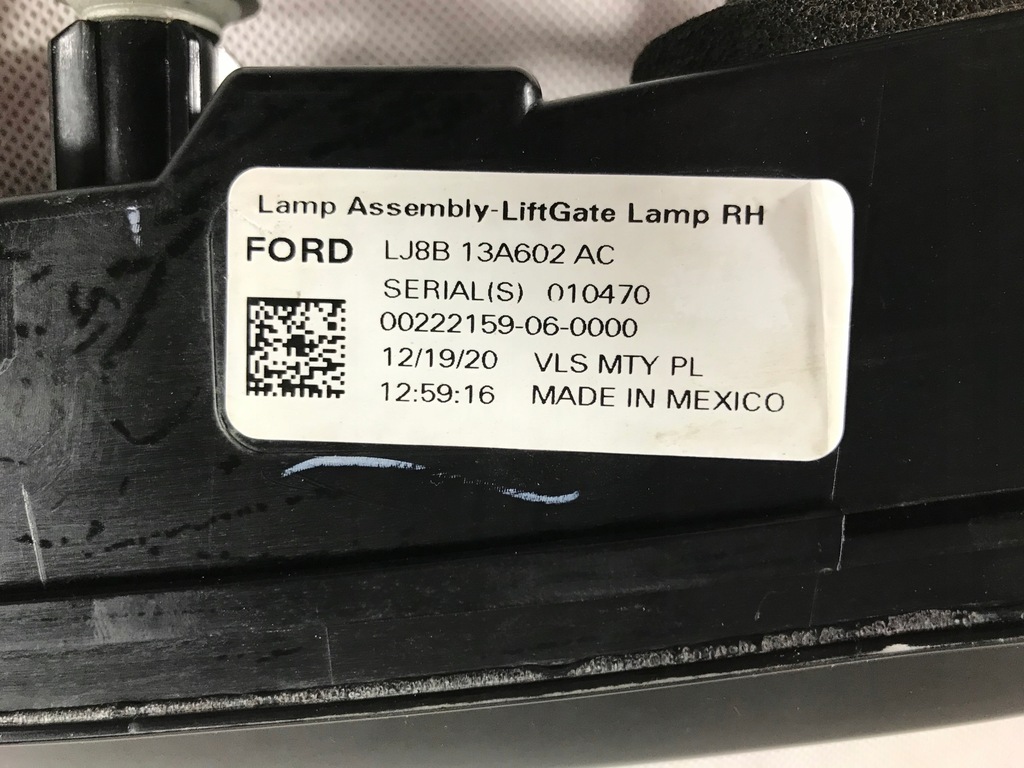 Lamp Assembly-LiftGate Lamp RH
FORD LJ8B 13A602 AC
SERIAL(S) 010470
00222159-06-0000
12/19/20 VLS MTY PL
12:59:16 MADE IN MEXICO